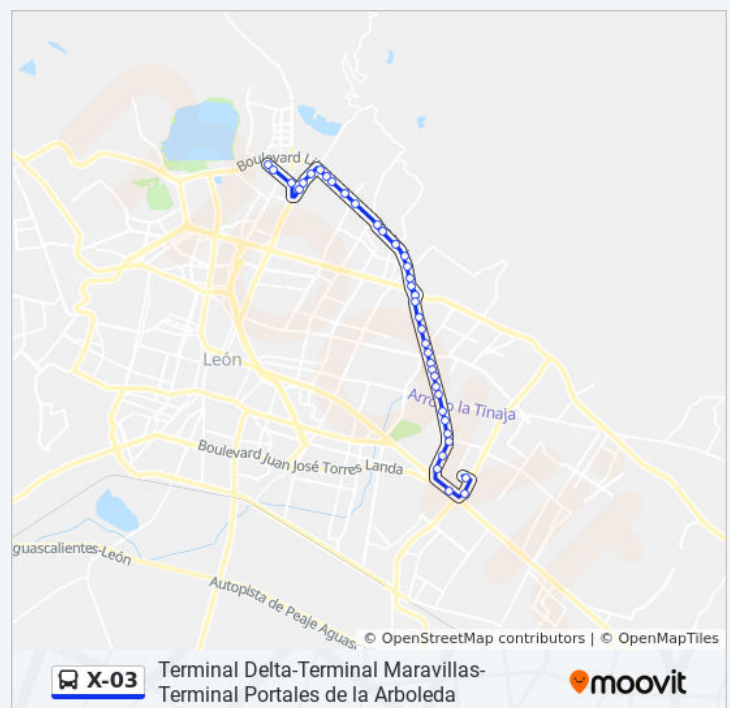 Boulevard L
León
Arroyo la Tinaja
Boulevard Juan José Torres Landa
guascalientes-León
Autopista de Peaje Aguas
© OpenStreetMap contributors | © OpenMapTiles
X-03
Terminal Delta-Terminal Maravillas-
Terminal Portales de la Arboleda
moovit